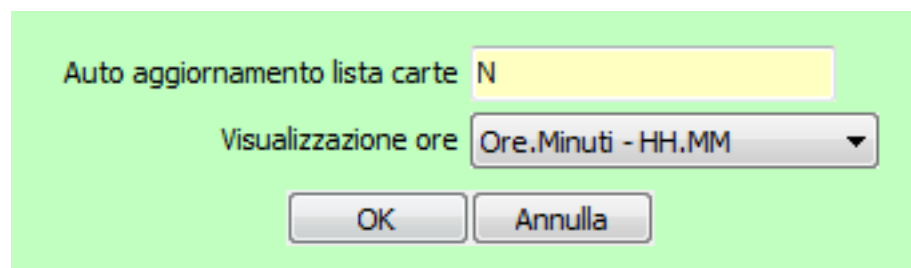 Auto aggiornamento lista carte N
Visualizzazione ore Ore.Minuti - HH.MM
OK Annulla